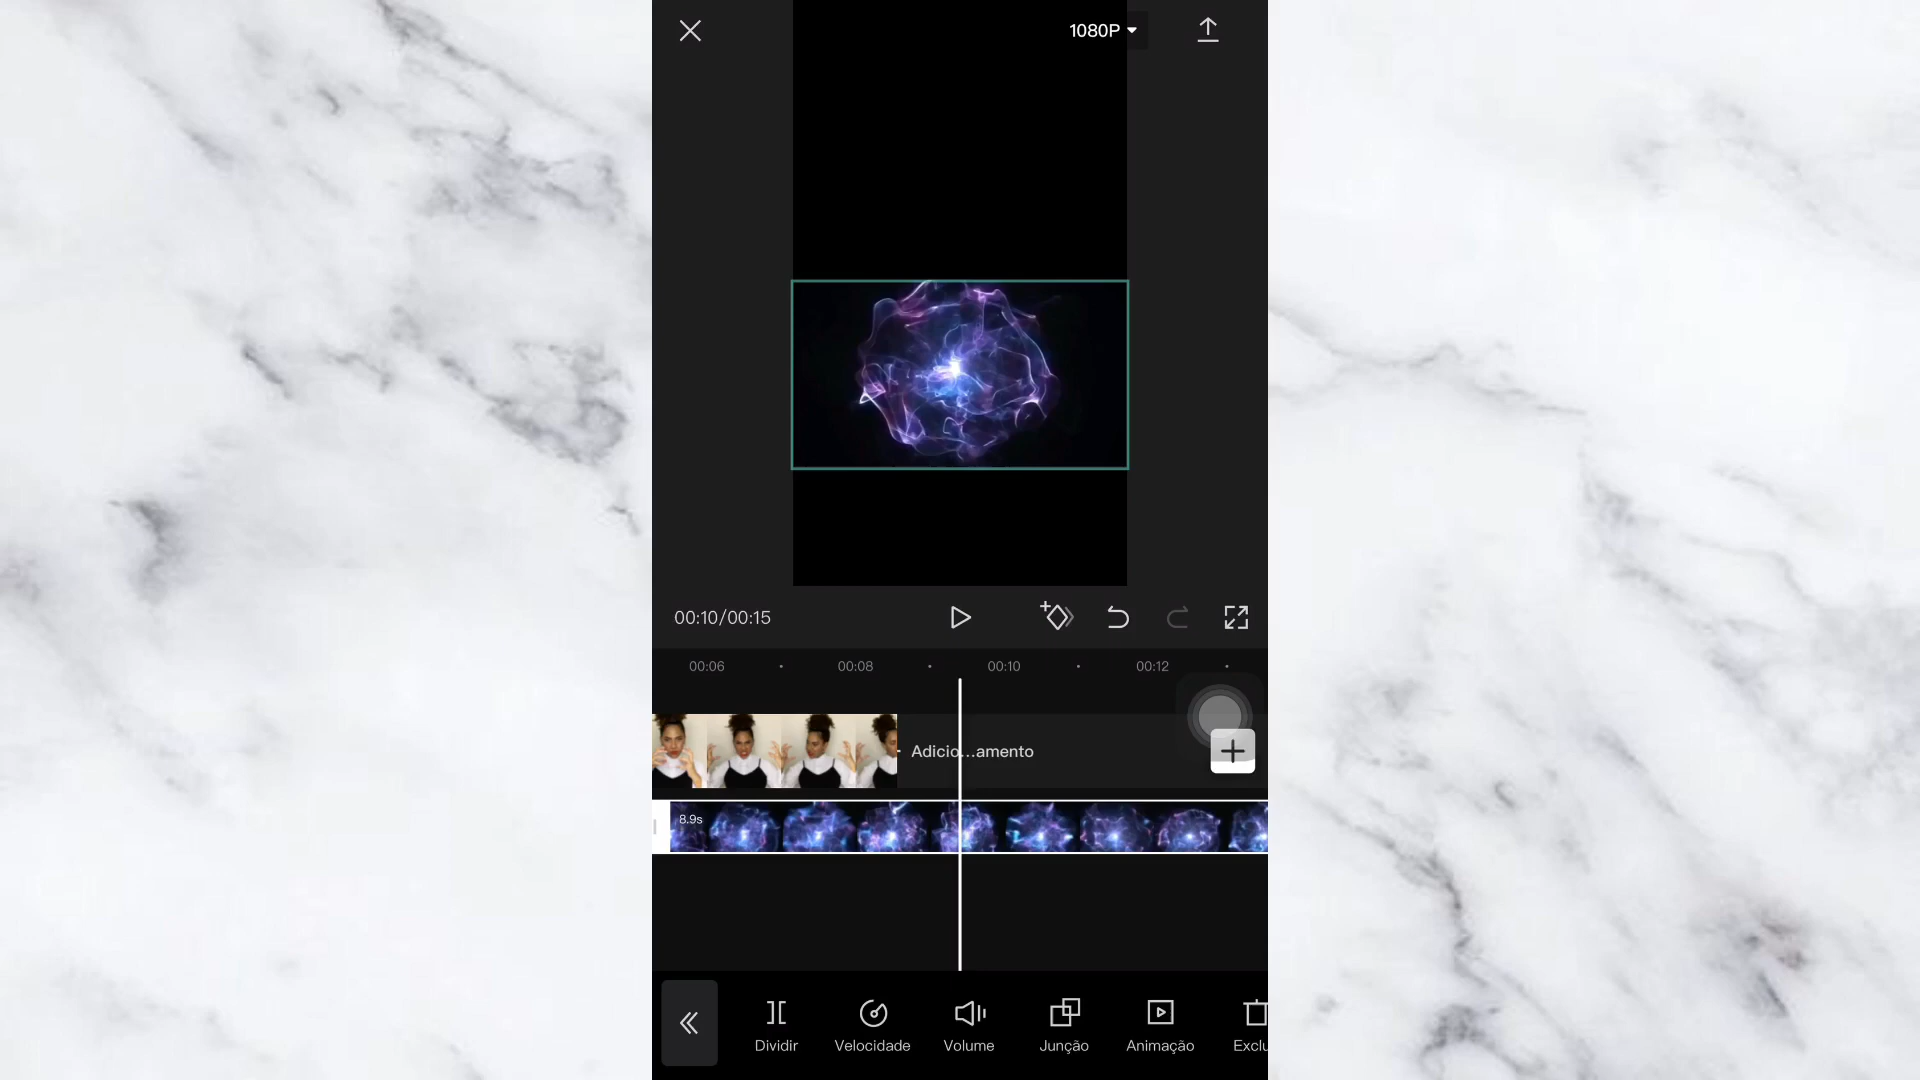 1080P
00:10/00:15
00:06 00:08 00:10 00:12
Adicio...amento
8.9s
Dividir Velocidade Volume Junção Animação Exclu